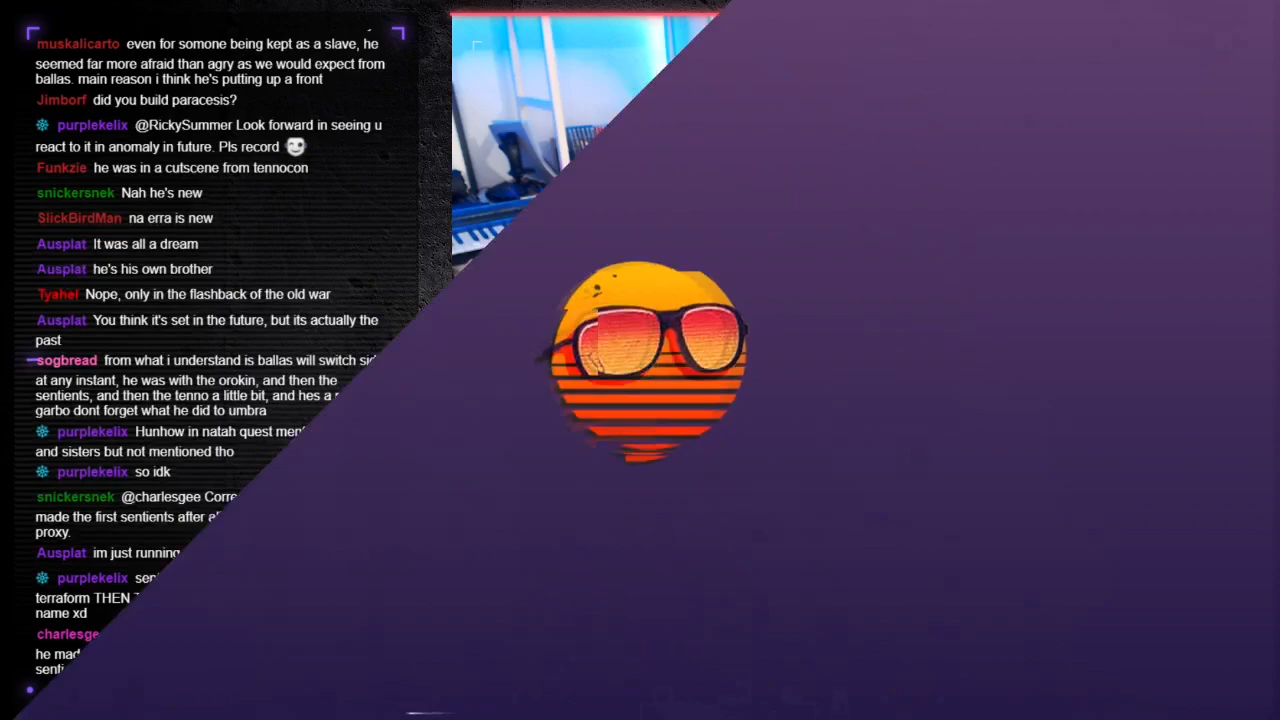 muskalicarto even for somone being kept as a slave, he
seemed far more afraid than agry as we would expect from
ballas. main reason i think he's putting up a front
Jimborf did you build paracesis?
purplekelix @RickySummer Look forward in seeing u
react to it in anomaly in future. Pls record
Funkzie he was in a cutscene from tennocon
snickersnek Nah he's new
SlickBirdMan na erra is new
Ausplat It was all a dream
Ausplat he's his own brother
Tyahel Nope, only in the flashback of the old war
Ausplat You think it's set in the future, but its actually the
past
sogbread from what i understand is ballas will switch
at any instant, he was with the orokin, and then the
sentients, and then the tenno a little bit, and hes a
garbo dont forget what he did to umbra
purplekelix Hunhow in natah quest
and sisters but not mentioned tho
purplekelix so idk
snickersnek @charlesgee
made the first sentients after
proxy.
Ausplat im just running
purplekelix
terraform THEN
name xd
charlesge
he mad